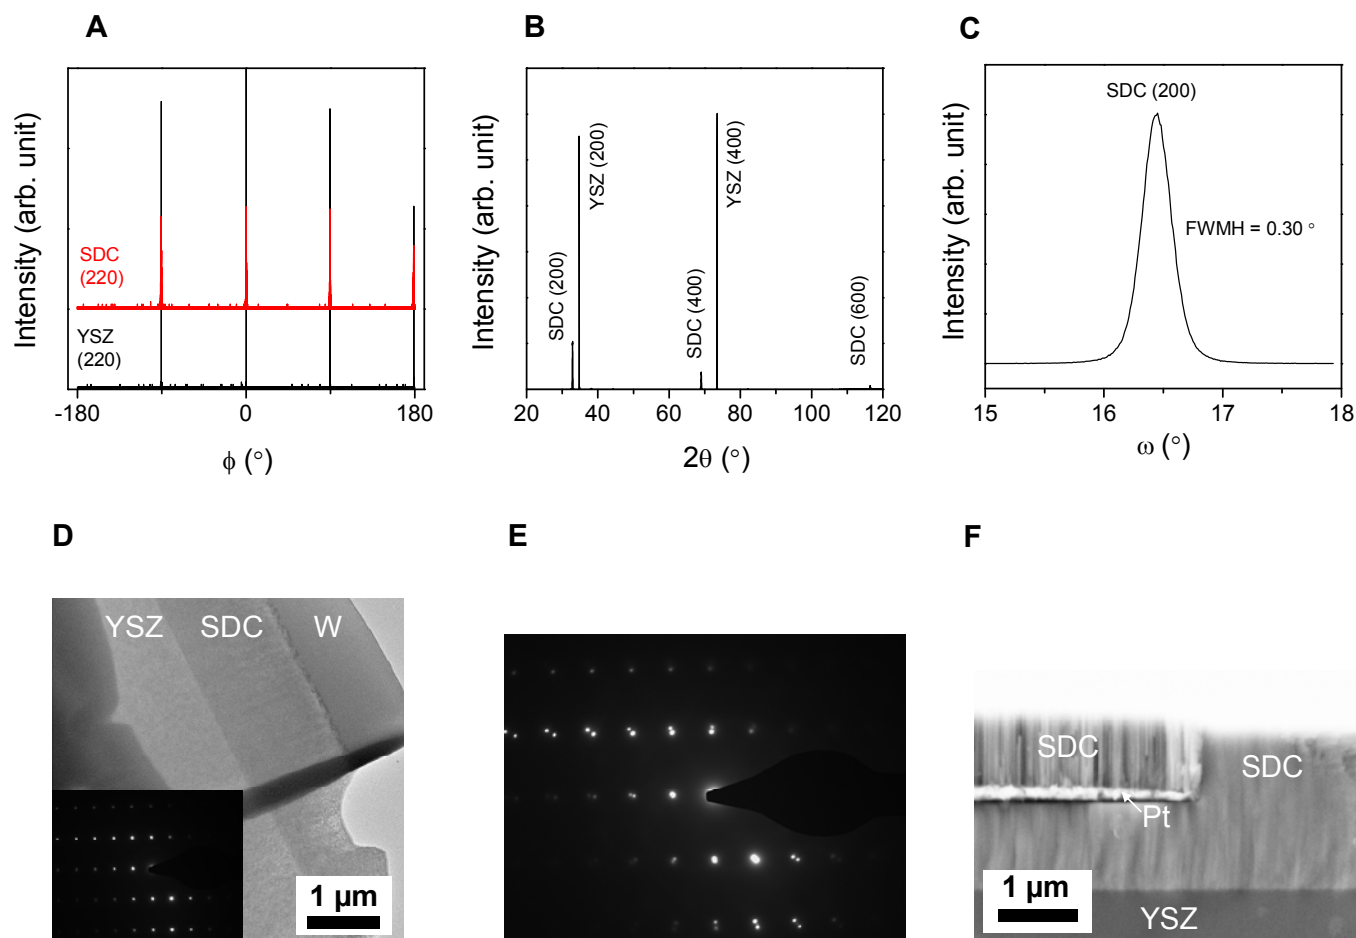 A
Intensity (arb. unit)
SDC
(220)
YSZ
(220)
-180
0
180
ϕ (°)
B
Intensity (arb. unit)
SDC (200)
YSZ (200)
SDC (400)
YSZ (400)
SDC (600)
20
40
60
80
100
120
2θ (°)
C
Intensity (arb. unit)
SDC (200)
FWMH = 0.30 °
15
16
17
18
ω (°)
D
YSZ
SDC
W
1 μm
E
F
SDC
SDC
Pt
1 μm
YSZ